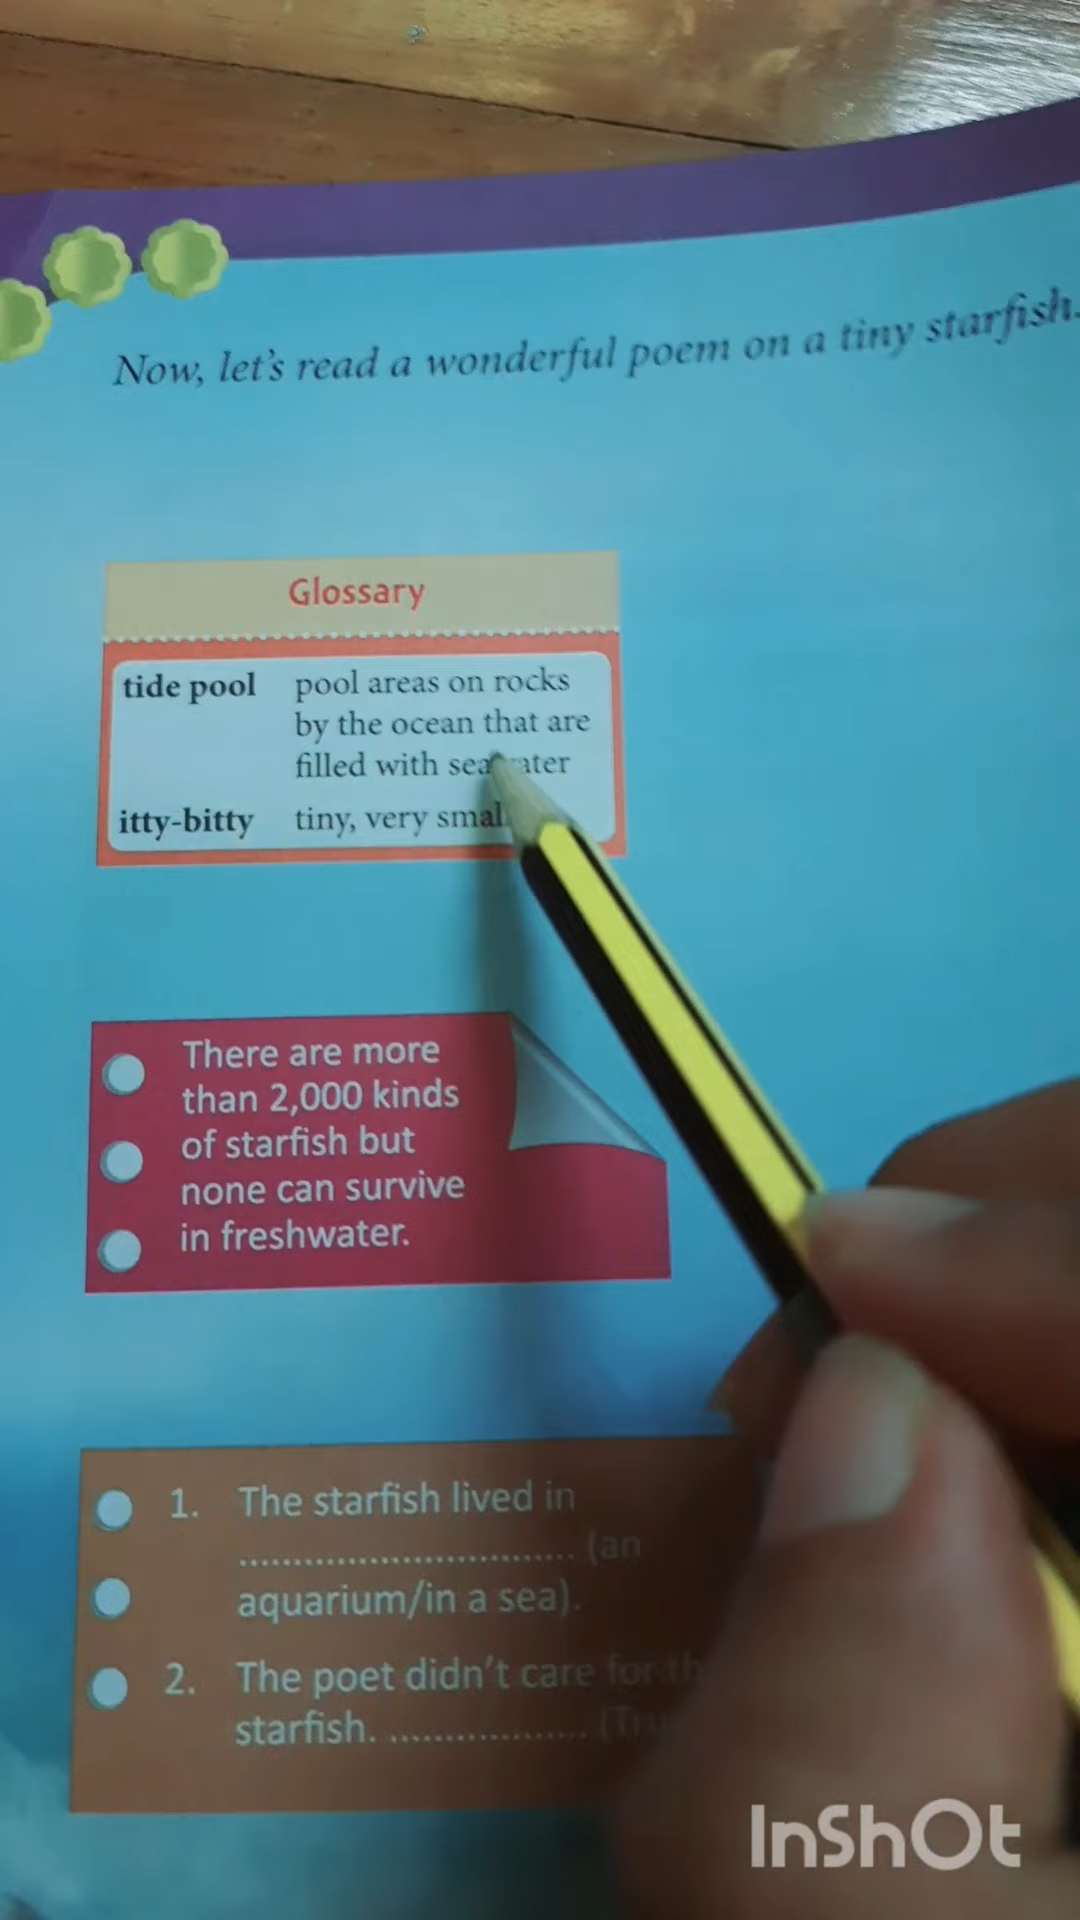 Now, let's read a wonderful poem on a tiny starfish.
Glossary
tide pool pool areas on rocks
by the ocean that are
filled with seawater
itty-bitty tiny, very small
There are more
than 2,000 kinds
of starfish but
none can survive
in freshwater.
1. The starfish lived in
.............................. (an
aquarium/in a sea).
2. The poet didn't care for
starfish. ..................
InShOt